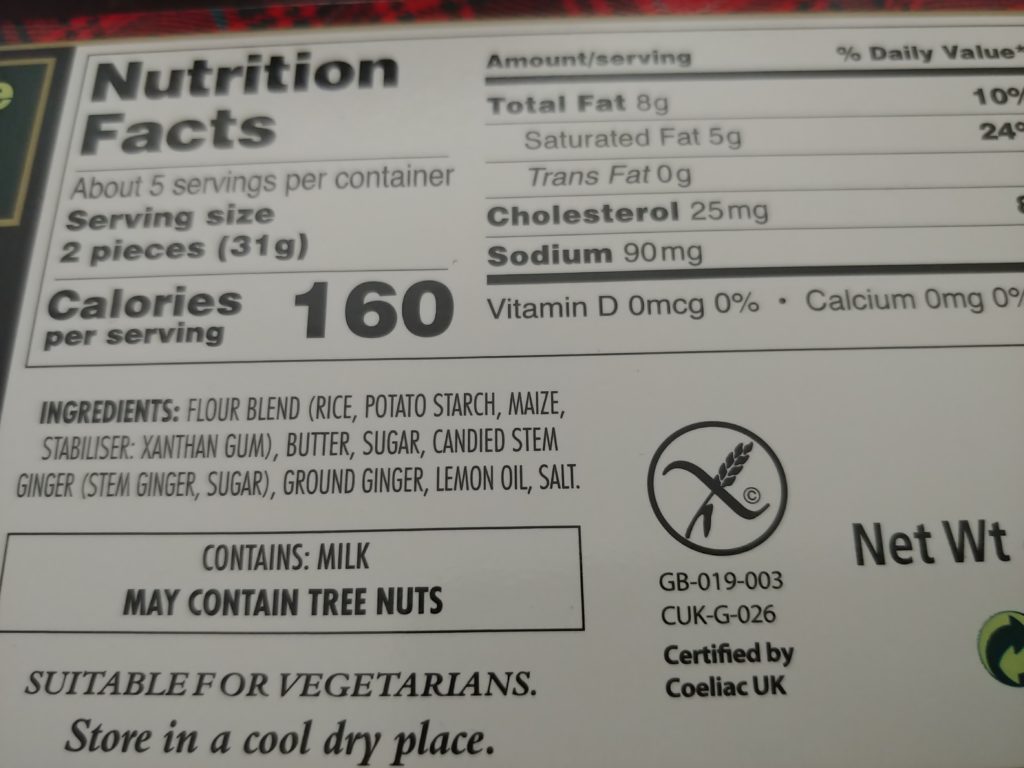 Nutrition
Facts
About 5 servings per container
Serving size
2 pieces (31g)
Calories
per serving
160
Amount/serving % Daily Value*
Total Fat 8g 10%
Saturated Fat 5g 24%
Trans Fat 0g
Cholesterol 25mg
Sodium 90mg
Vitamin D 0mcg 0% • Calcium 0mg 0%
INGREDIENTS: FLOUR BLEND (RICE, POTATO STARCH, MAIZE,
STABILISER: XANTHAN GUM), BUTTER, SUGAR, CANDIED STEM
GINGER (STEM GINGER, SUGAR), GROUND GINGER, LEMON OIL, SALT.
CONTAINS: MILK
MAY CONTAIN TREE NUTS
SUITABLE FOR VEGETARIANS.
Store in a cool dry place.
©
GB-019-003
CUK-G-026
Certified by
Coeliac UK
Net Wt